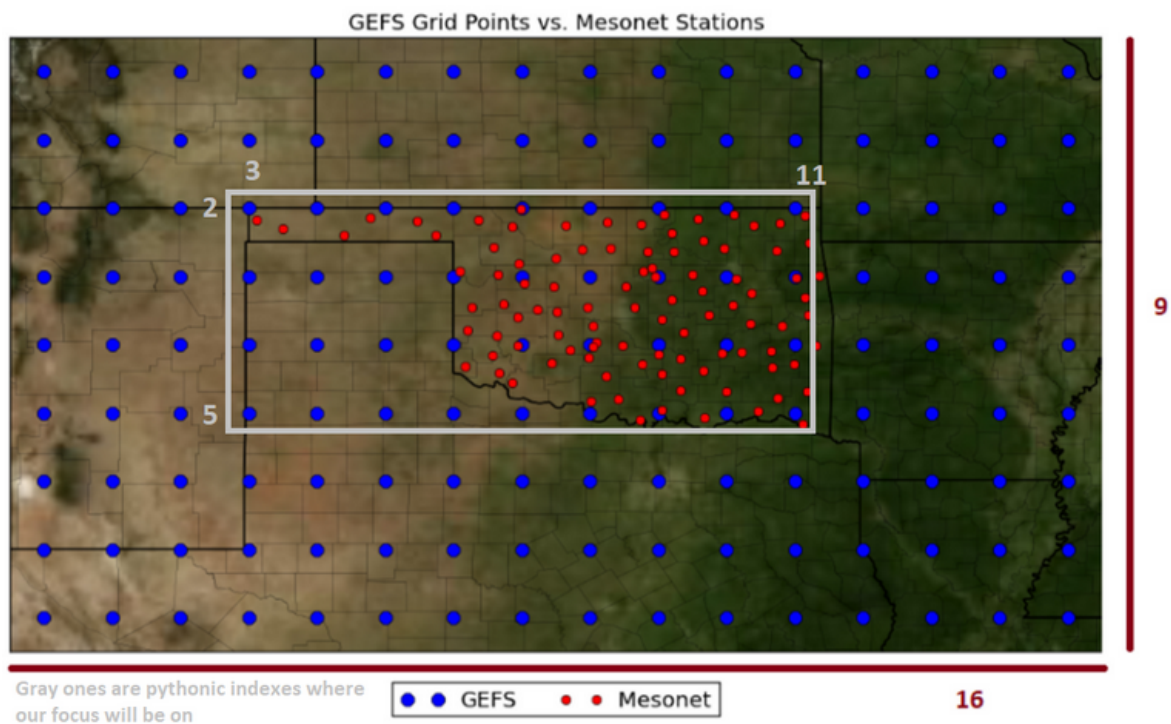 GEFS Grid Points vs. Mesonet Stations
3
11
2
9
5
Gray ones are pythonic indexes where
our focus will be on
GEFS
Mesonet
16